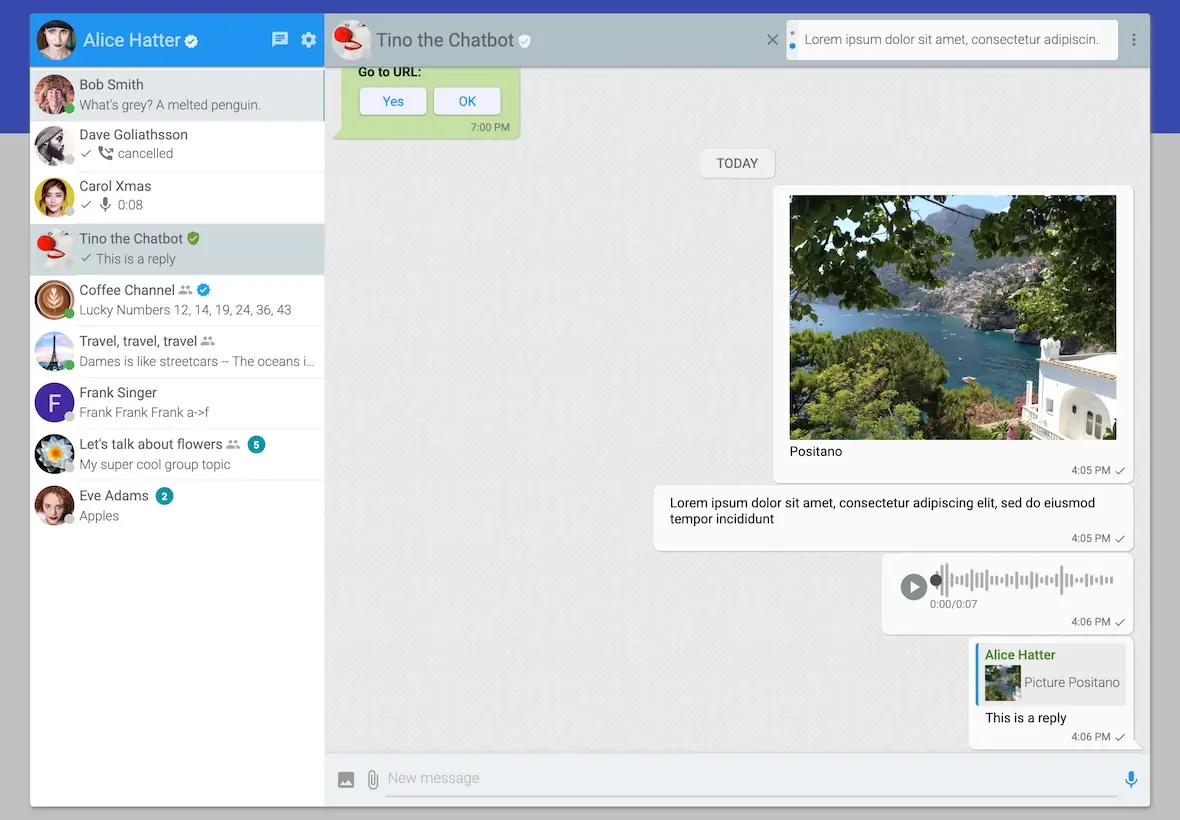 Alice Hatter
Bob Smith
What's grey? A melted penguin.
Dave Goliathsson
cancelled
Carol Xmas
0:08
Tino the Chatbot
This is a reply
Coffee Channel
Lucky Numbers 12, 14, 19, 24, 36, 43
Travel, travel, travel
Dames is like streetcars -- The oceans i...
F
Frank Singer
Frank Frank Frank a->f
Let's talk about flowers 5
My super cool group topic
Eve Adams 2
Apples
Tino the Chatbot
Lorem ipsum dolor sit amet, consectetur adipiscin.
Go to URL:
Yes OK
7:00 PM
TODAY
Positano
4:05 PM
Lorem ipsum dolor sit amet, consectetur adipiscing elit, sed do eiusmod
tempor incididunt
4:05 PM
0:00/0:07
4:06 PM
Alice Hatter
Picture Positano
This is a reply
4:06 PM
New message